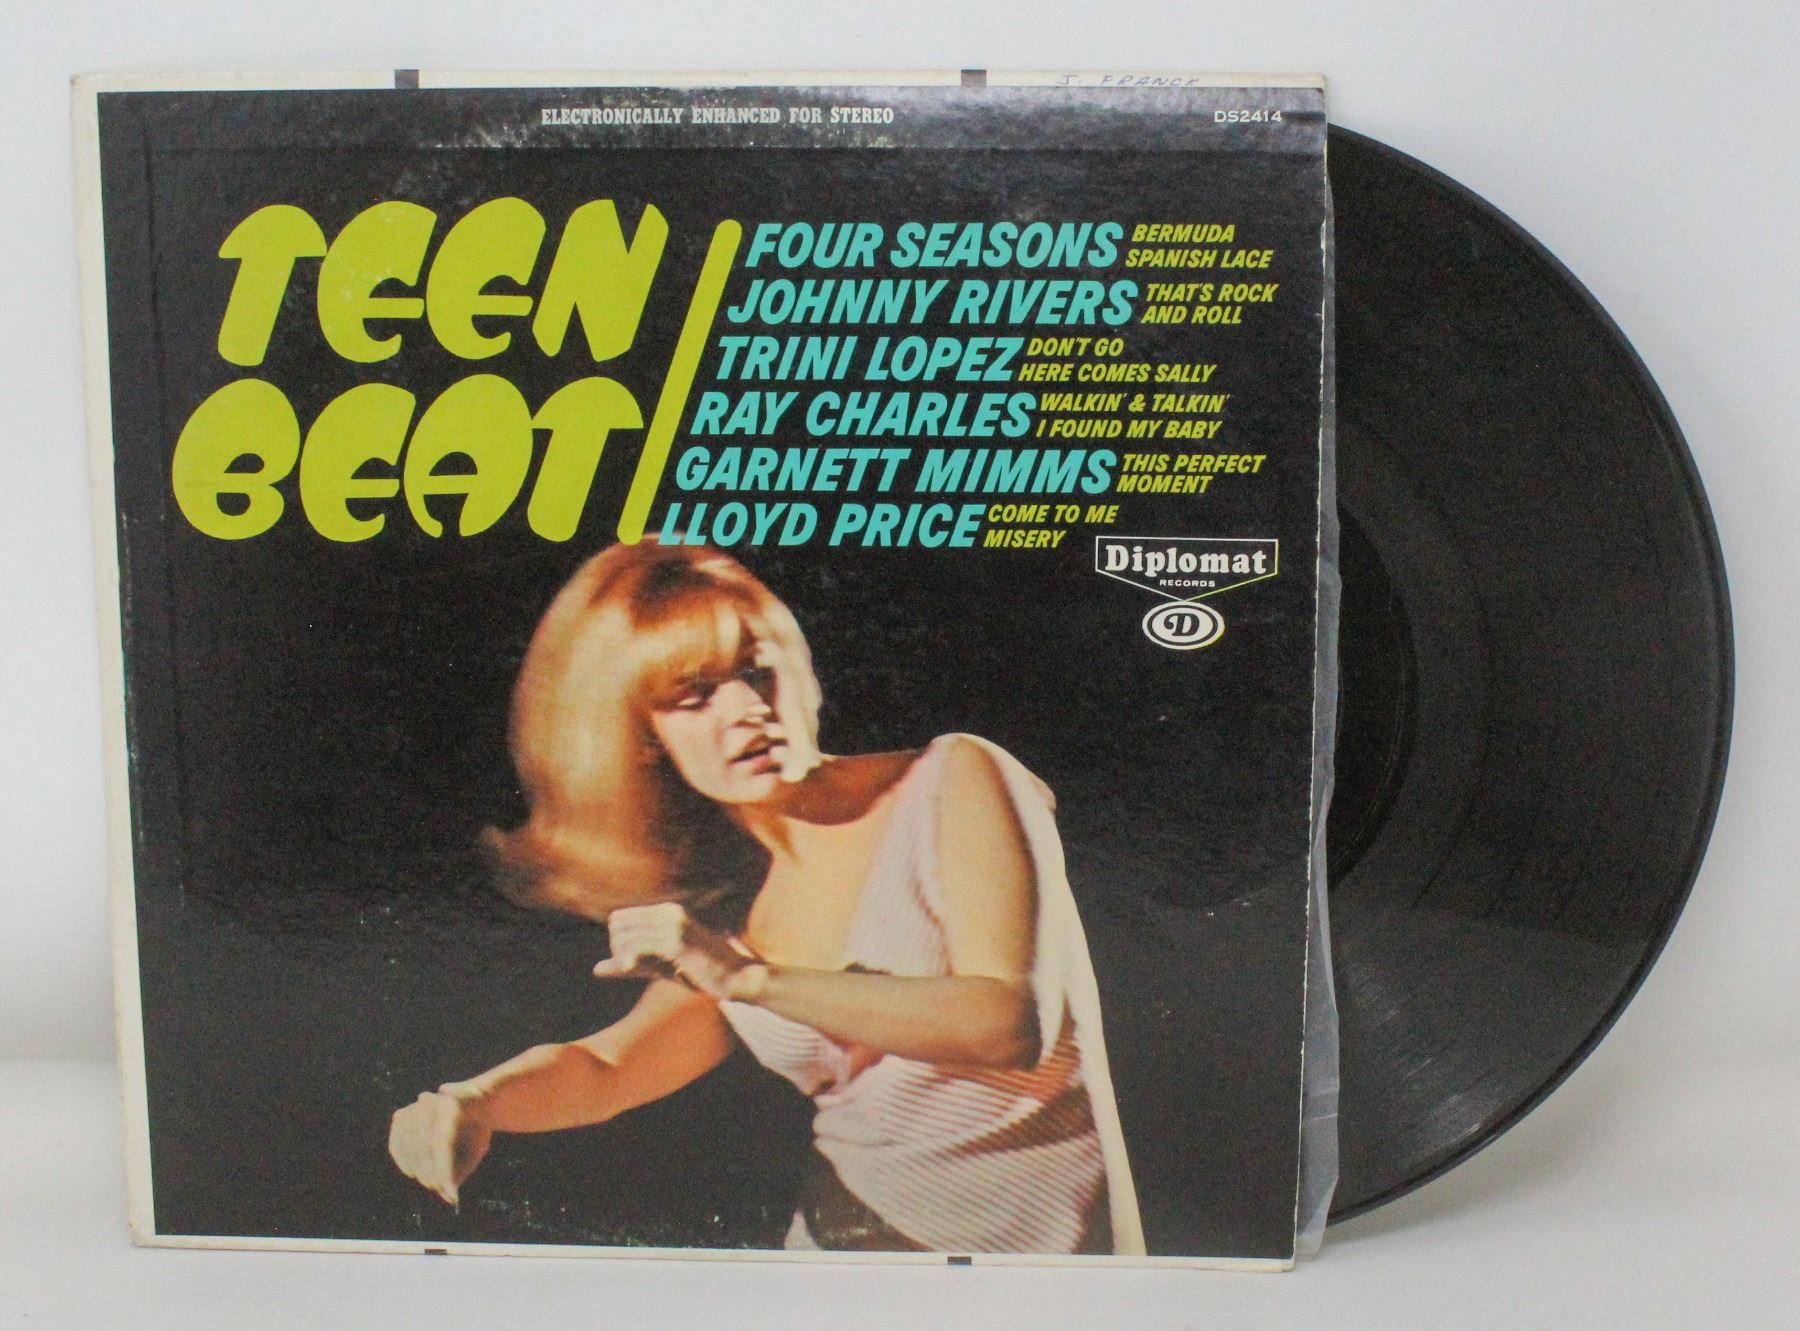 J. FRANCK
ELECTRONICALLY ENHANCED FOR STEREO
DS2414
TEEN
BEAT
FOUR SEASONS
BERMUDA
SPANISH LACE
JOHNNY RIVERS
THAT'S ROCK
AND ROLL
TRINI LOPEZ
DON'T GO
HERE COMES SALLY
RAY CHARLES
WALKIN' & TALKIN'
I FOUND MY BABY
GARNETT MIMMS
THIS PERFECT
MOMENT
LLOYD PRICE
COME TO ME
MISERY
Diplomat
RECORDS
D